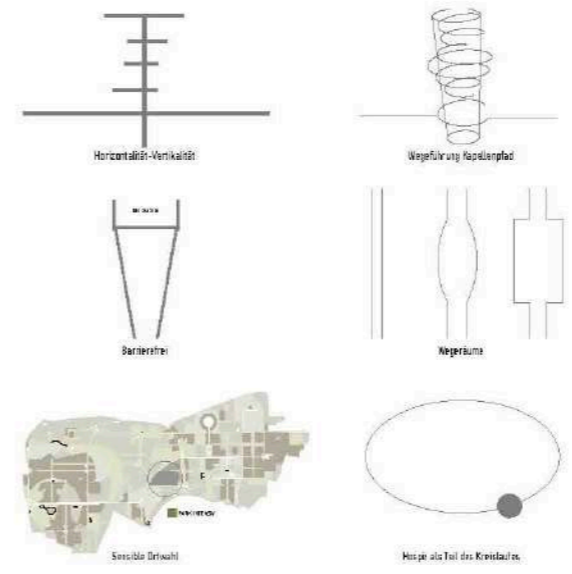 Horizontalität-Vertikalität
Wegeführung Kapellenpfad
Barrierefrei
Wegeräume
Sensible Ortwahl
Hospiz als Teil des Kreislaufes